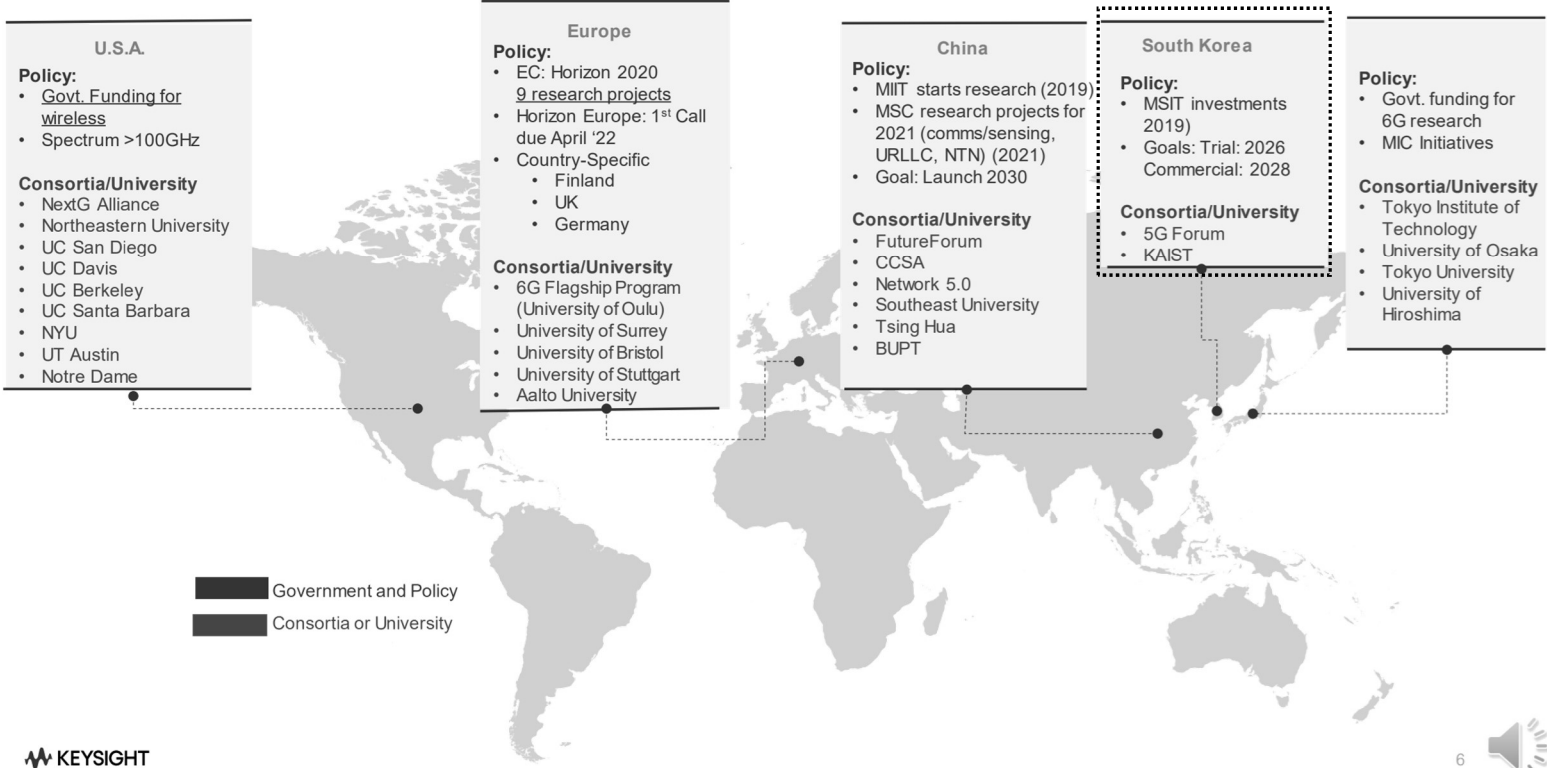 U.S.A.
Policy:
• Govt. Funding for
wireless
• Spectrum >100GHz
Consortia/University
• NextG Alliance
• Northeastern University
• UC San Diego
• UC Davis
• UC Berkeley
• UC Santa Barbara
• NYU
• UT Austin
• Notre Dame
Europe
Policy:
• EC: Horizon 2020
9 research projects
• Horizon Europe: 1st Call
due April ‘22
• Country-Specific
• Finland
• UK
• Germany
Consortia/University
• 6G Flagship Program
(University of Oulu)
• University of Surrey
• University of Bristol
• University of Stuttgart
• Aalto University
China
Policy:
• MIIT starts research (2019)
• MSC research projects for
2021 (comms/sensing,
URLLC, NTN) (2021)
• Goal: Launch 2030
Consortia/University
• FutureForum
• CCSA
• Network 5.0
• Southeast University
• Tsing Hua
• BUPT
South Korea
Policy:
• MSIT investments
2019)
• Goals: Trial: 2026
Commercial: 2028
Consortia/University
• 5G Forum
• KAIST
Policy:
• Govt. funding for
6G research
• MIC Initiatives
Consortia/University
• Tokyo Institute of
Technology
• University of Osaka
• Tokyo University
• University of
Hiroshima
Government and Policy
Consortia or University
KEYSIGHT
6